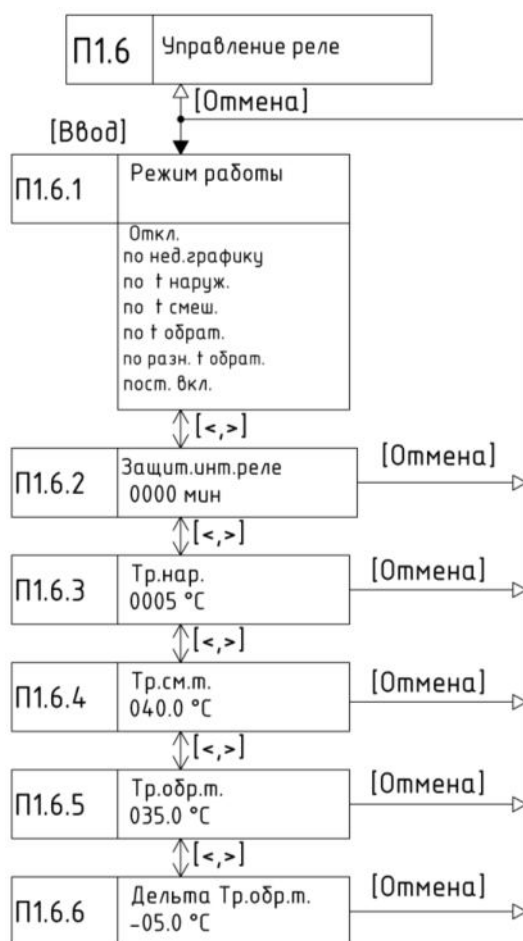 П1.6 Управление реле
[Отмена]
[Ввод]
П1.6.1 Режим работы
Откл.
по нед.графику
по t наруж.
по t смеш.
по t обрат.
по разн. t обрат.
пост. вкл.
[<,>]
П1.6.2 Защит.инт.реле
0000 мин
[Отмена]
[<,>]
П1.6.3 Тр.нар.
0005 °C
[Отмена]
[<,>]
П1.6.4 Тр.см.т.
040.0 °C
[Отмена]
[<,>]
П1.6.5 Тр.обр.т.
035.0 °C
[Отмена]
[<,>]
П1.6.6 Дельта Тр.обр.т.
-05.0 °C
[Отмена]